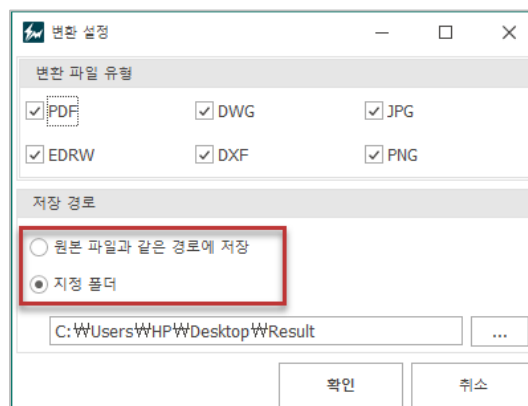 변환 설정
변환 파일 유형
PDF DWG JPG
EDRW DXF PNG
저장 경로
원본 파일과 같은 경로에 저장
지정 폴더
C:₩Users₩HP₩Desktop₩Result ...
확인 취소